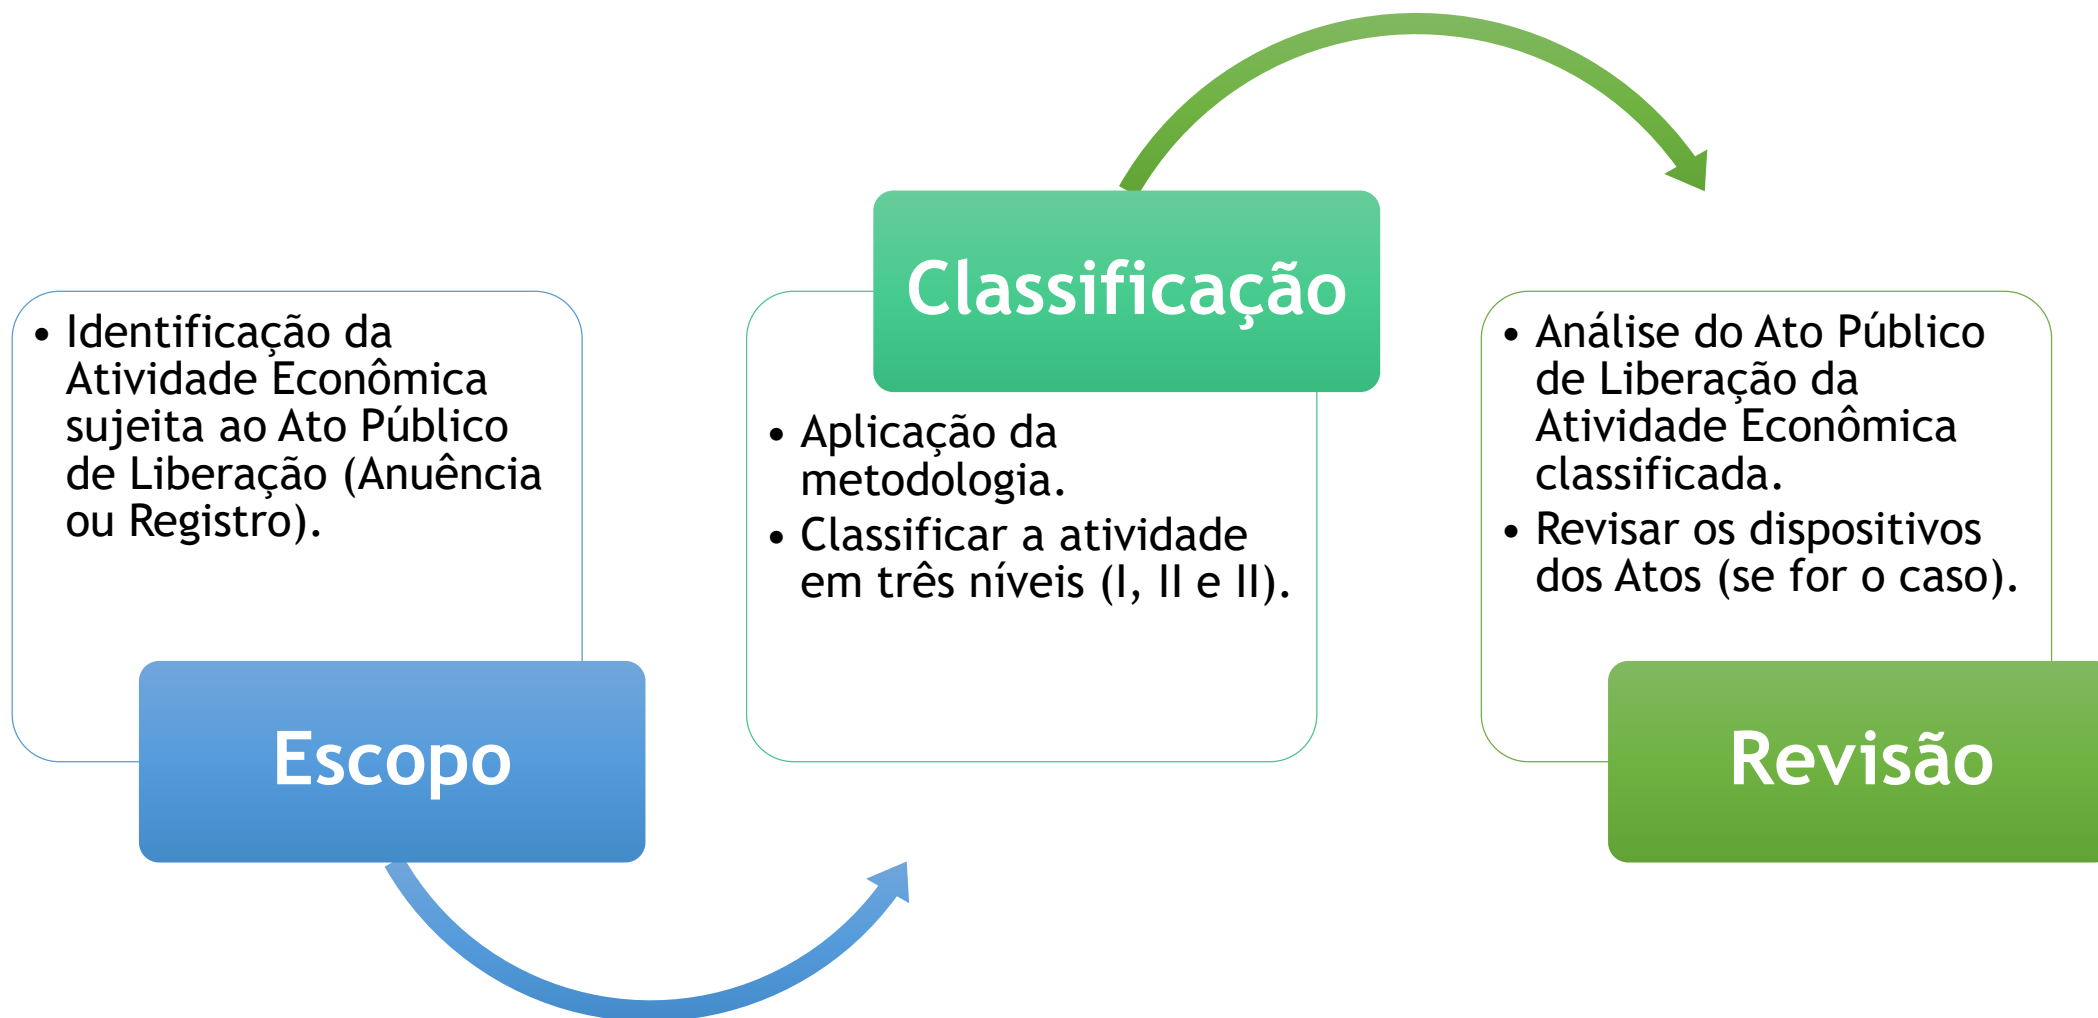 • Identificação da
Atividade Econômica
sujeita ao Ato Público
de Liberação (Anuência
ou Registro).
Escopo
Classificação
• Aplicação da
metodologia.
• Classificar a atividade
em três níveis (I, II e II).
• Análise do Ato Público
de Liberação da
Atividade Econômica
classificada.
• Revisar os dispositivos
dos Atos (se for o caso).
Revisão